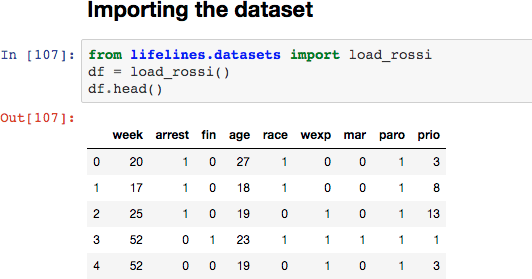 Importing the dataset
In [107]: from lifelines.datasets import load_rossi
df = load_rossi()
df.head()
Out[107]:
week arrest fin age race wexp mar paro prio
0 20 1 0 27 1 0 0 1 3
1 17 1 0 18 1 0 0 1 8
2 25 1 0 19 0 1 0 1 13
3 52 0 1 23 1 1 1 1 1
4 52 0 0 19 0 1 0 1 3